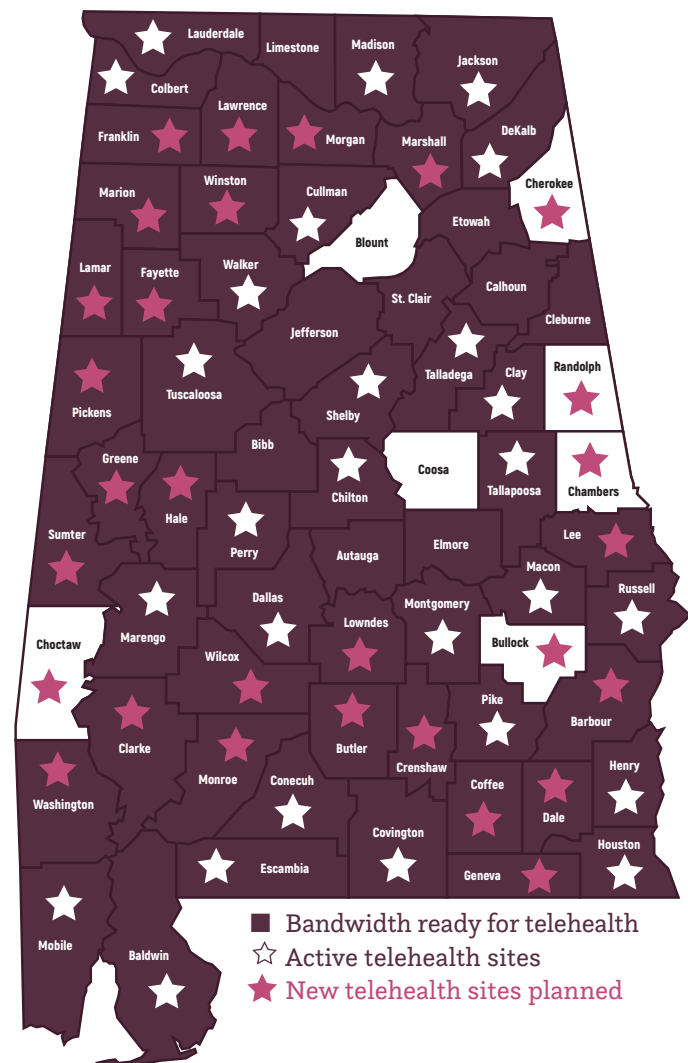 Lauderdale
Limestone
Madison
Jackson
Colbert
Lawrence
Franklin
Morgan
Marshall
DeKalb
Cherokee
Marion
Winston
Cullman
Etowah
Blount
Lamar
Fayette
Walker
St. Clair
Calhoun
Cleburne
Jefferson
Talladega
Clay
Randolph
Pickens
Tuscaloosa
Shelby
Bibb
Greene
Coosa
Hale
Chilton
Tallapoosa
Chambers
Sumter
Perry
Autauga
Elmore
Lee
Macon
Russell
Dallas
Montgomery
Choctaw
Marengo
Lowndes
Bullock
Wilcox
Pike
Barbour
Clarke
Butler
Crenshaw
Monroe
Conecuh
Coffee
Dale
Henry
Washington
Covington
Houston
Escambia
Geneva
Mobile
Baldwin
Bandwidth ready for telehealth
Active telehealth sites
New telehealth sites planned